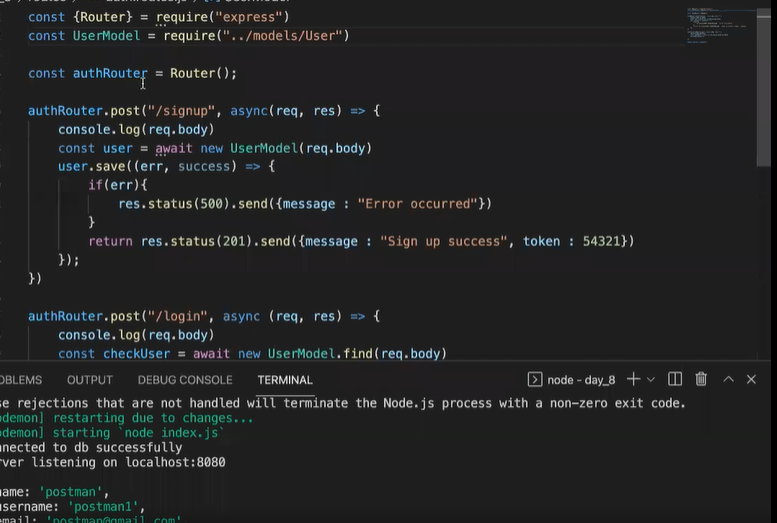 const {Router} = require("express")
const UserModel = require("../models/User")
const authRouter = Router();
authRouter.post("/signup", async(req, res) => {
console.log(req.body)
const user = await new UserModel(req.body)
user.save((err, success) => {
if(err){
res.status(500).send({message : "Error occurred"})
}
return res.status(201).send({message : "Sign up success", token : 54321})
});
})
authRouter.post("/login", async (req, res) => {
console.log(req.body)
const checkUser = await new UserModel.find(req.body)
OBLEMS OUTPUT DEBUG CONSOLE TERMINAL node - day_8
se rejections that are not handled will terminate the Node.js process with a non-zero exit code.
odemon] restarting due to changes...
odemon] starting `node index.js`
nnected to db successfully
rver listening on localhost:8080
name: 'postman',
username: 'postman1',
email: 'postman@gmail.com'